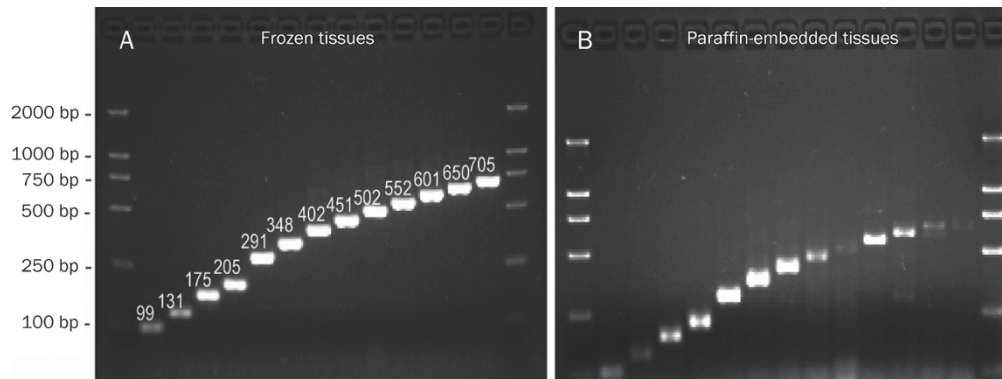 A
Frozen tissues
B
Paraffin-embedded tissues
2000 bp -
1000 bp -
750 bp -
500 bp -
250 bp -
100 bp -
99
131
175
205
291
348
402
451
502
552
601
650
705